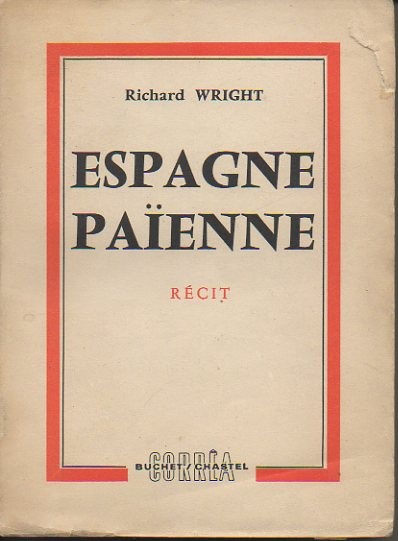 Richard WRIGHT
ESPAGNE
PAÏENNE
RÉCIT
CORRÊA
BUCHET/CHASTEL